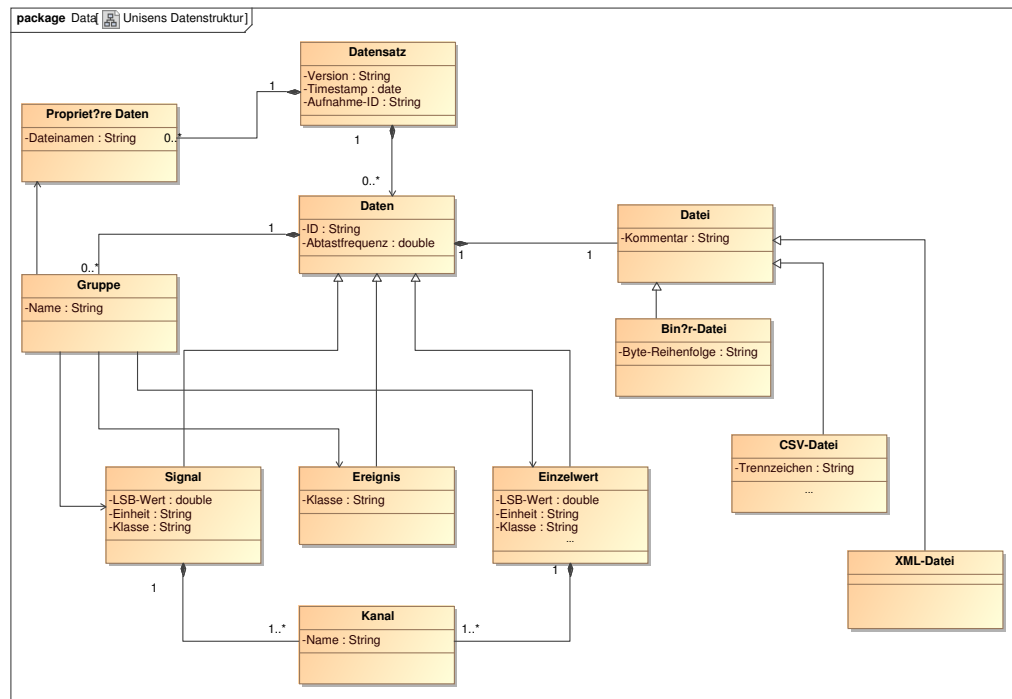 package Data[ Unisens Datenstruktur]
Datensatz
-Version : String
-Timestamp : date
-Aufnahme-ID : String
1
1
0..*
Propriet?re Daten
-Dateinamen : String
0..*
Daten
-ID : String
-Abtastfrequenz : double
1
0..*
1
1
Datei
-Kommentar : String
Gruppe
-Name : String
Bin?r-Datei
-Byte-Reihenfolge : String
CSV-Datei
-Trennzeichen : String
...
Signal
-LSB-Wert : double
-Einheit : String
-Klasse : String
Ereignis
-Klasse : String
Einzelwert
-LSB-Wert : double
-Einheit : String
-Klasse : String
...
XML-Datei
1
1
1..*
1..*
Kanal
-Name : String